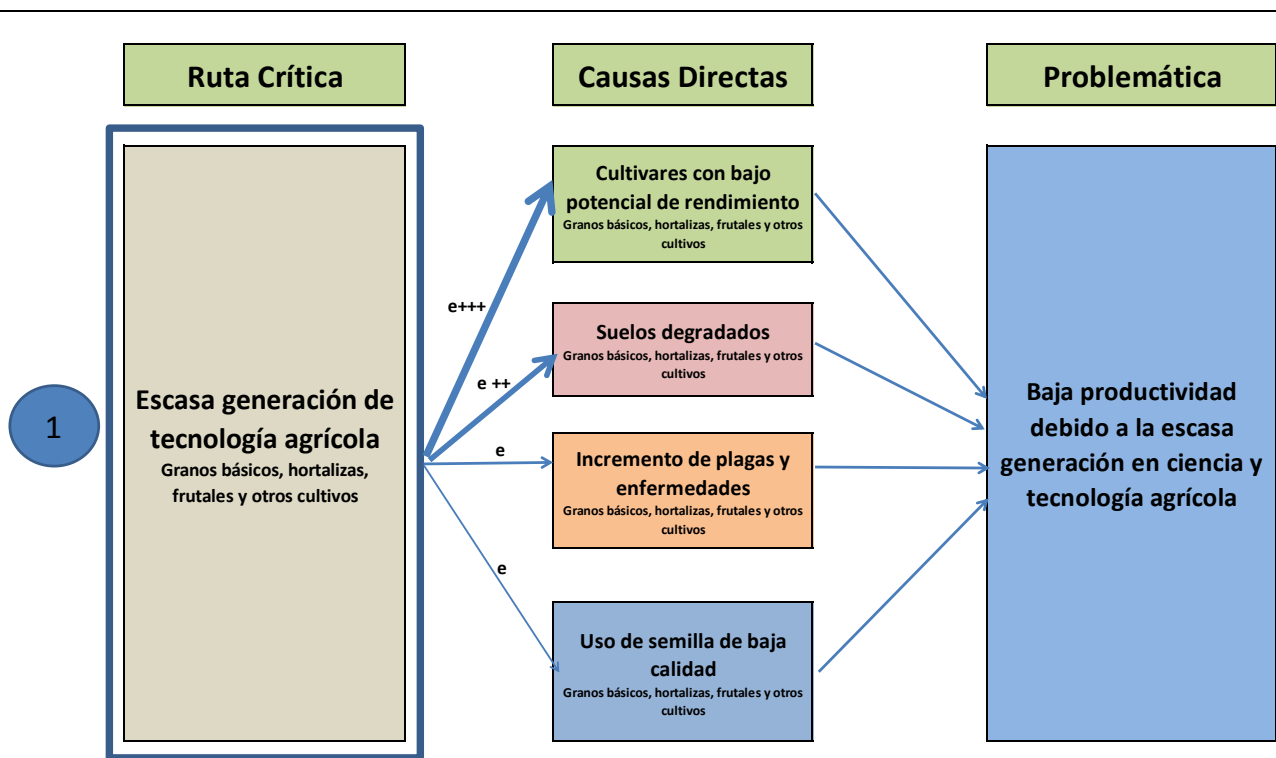 Ruta Crítica
Causas Directas
Problemática
1
Escasa generación de
tecnología agrícola
Granos básicos, hortalizas,
frutales y otros cultivos
e+++
e ++
e
e
Cultivares con bajo
potencial de rendimiento
Granos básicos, hortalizas, frutales y otros
cultivos
Suelos degradados
Granos básicos, hortalizas, frutales y otros
cultivos
Incremento de plagas y
enfermedades
Granos básicos, hortalizas, frutales y otros
cultivos
Uso de semilla de baja
calidad
Granos básicos, hortalizas, frutales y otros
cultivos
Baja productividad
debido a la escasa
generación en ciencia y
tecnología agrícola